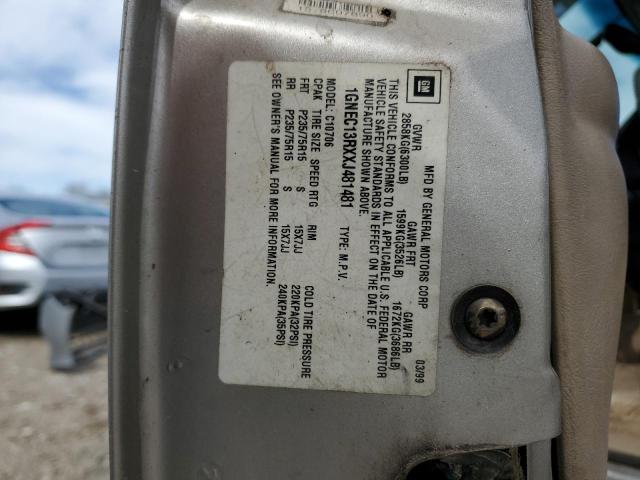 GM
MFD BY GENERAL MOTORS CORP 03/99
GVWR GAWR FRT GAWR RR
2858KG(6300LB) 1599KG(3526LB) 1672KG(3686LB)
THIS VEHICLE CONFORMS TO ALL APPLICABLE U.S. FEDERAL MOTOR
VEHICLE SAFETY STANDARDS IN EFFECT ON THE DATE OF
MANUFACTURE SHOWN ABOVE.
1GNEC13RXXJ481481 TYPE: M.P.V.
MODEL: C10706
CPAK TIRE SIZE SPEED RTG RIM COLD TIRE PRESSURE
FRT P235/75R15 S 15X7JJ 220KPA(32PSI)
RR P235/75R15 S 15X7JJ 240KPA(35PSI)
SEE OWNER'S MANUAL FOR MORE INFORMATION.